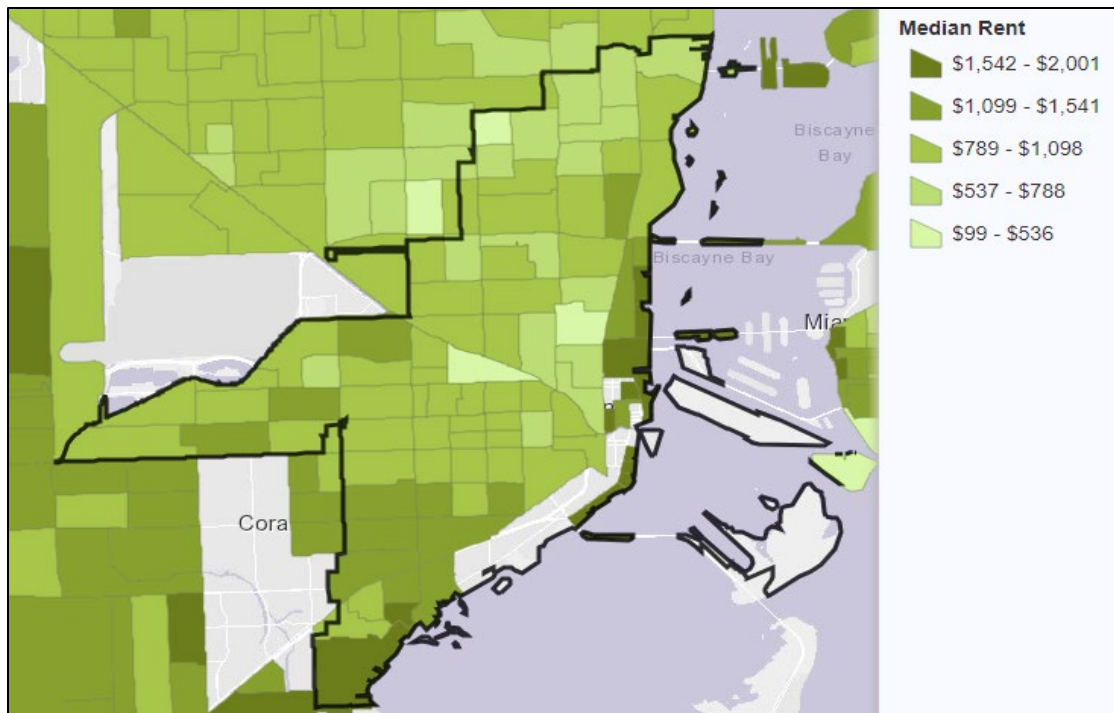 Median Rent
$1,542 - $2,001
$1,099 - $1,541
$789 - $1,098
$537 - $788
$99 - $536
Biscayne
Bay
Biscayne Bay
Mia
Cora